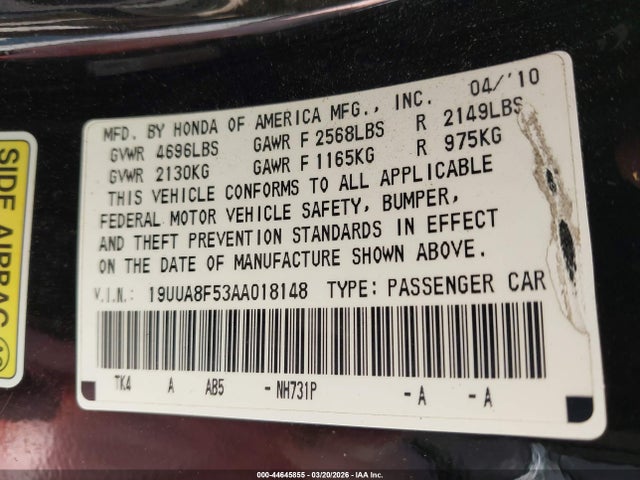 MFD. BY HONDA OF AMERICA MFG., INC. 04/'10
GVWR 4696LBS GAWR F 2568LBS R 2149LBS
GVWR 2130KG GAWR F 1165KG R 975KG
THIS VEHICLE CONFORMS TO ALL APPLICABLE
FEDERAL MOTOR VEHICLE SAFETY, BUMPER,
AND THEFT PREVENTION STANDARDS IN EFFECT
ON THE DATE OF MANUFACTURE SHOWN ABOVE.
V.I.N.: 19UUA8F53AA018148 TYPE: PASSENGER CAR
TK4 A AB5 - NH731P - A - A
SIDE AIRBAG
000-44645855 - 03/20/2026 - IAA Inc.